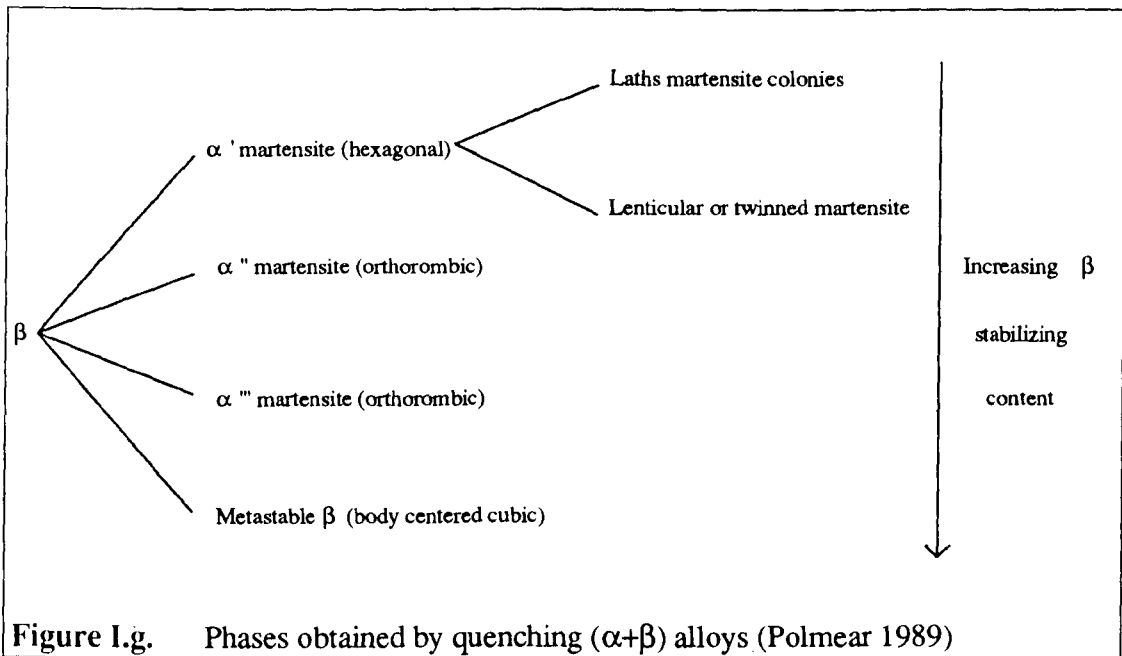 Laths martensite colonies
α ' martensite (hexagonal)
Lenticular or twinned martensite
α " martensite (orthorombic)
Increasing β
β
stabilizing
α "' martensite (orthorombic)
content
Metastable β (body centered cubic)
Figure I.g. Phases obtained by quenching (α+β) alloys (Polmear 1989)